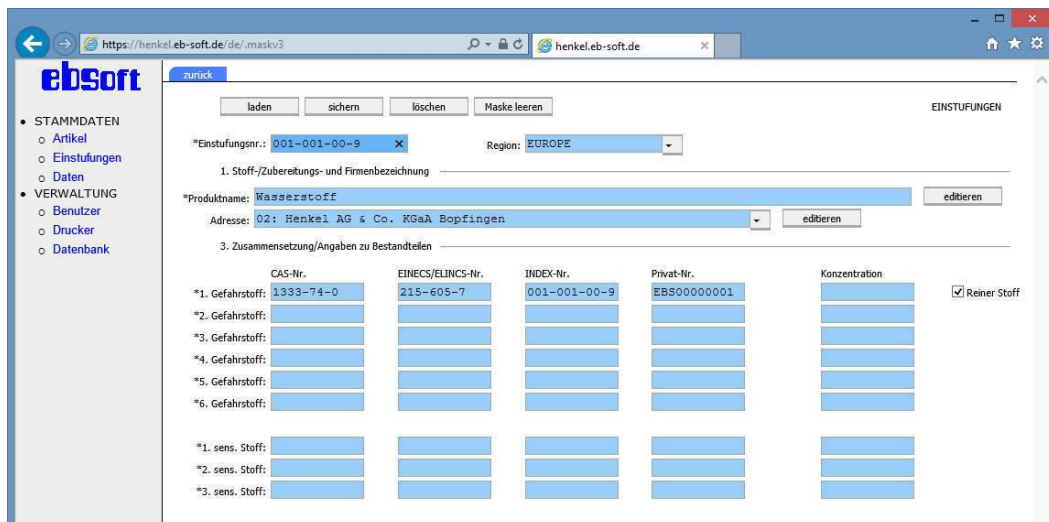 https://henkel.eb-soft.de/de/.maskv3
henkel.eb-soft.de
ebsoft
zurück
laden sichern löschen Maske leeren EINSTUFUNGEN
STAMMDATEN
Artikel
Einstufungen
Daten
VERWALTUNG
Benutzer
Drucker
Datenbank
*Einstufungsnr.: 001-001-00-9 Region: EUROPE
1. Stoff-/Zubereitungs- und Firmenbezeichnung
*Produktname: Wasserstoff editieren
Adresse: 02: Henkel AG & Co. KGaA Bopfingen editieren
3. Zusammensetzung/Angaben zu Bestandteilen
CAS-Nr. EINECS/ELINCS-Nr. INDEX-Nr. Privat-Nr. Konzentration
*1. Gefahrstoff: 1333-74-0 215-605-7 001-001-00-9 EBS00000001 Reiner Stoff
*2. Gefahrstoff:
*3. Gefahrstoff:
*4. Gefahrstoff:
*5. Gefahrstoff:
*6. Gefahrstoff:
*1. sens. Stoff:
*2. sens. Stoff:
*3. sens. Stoff: